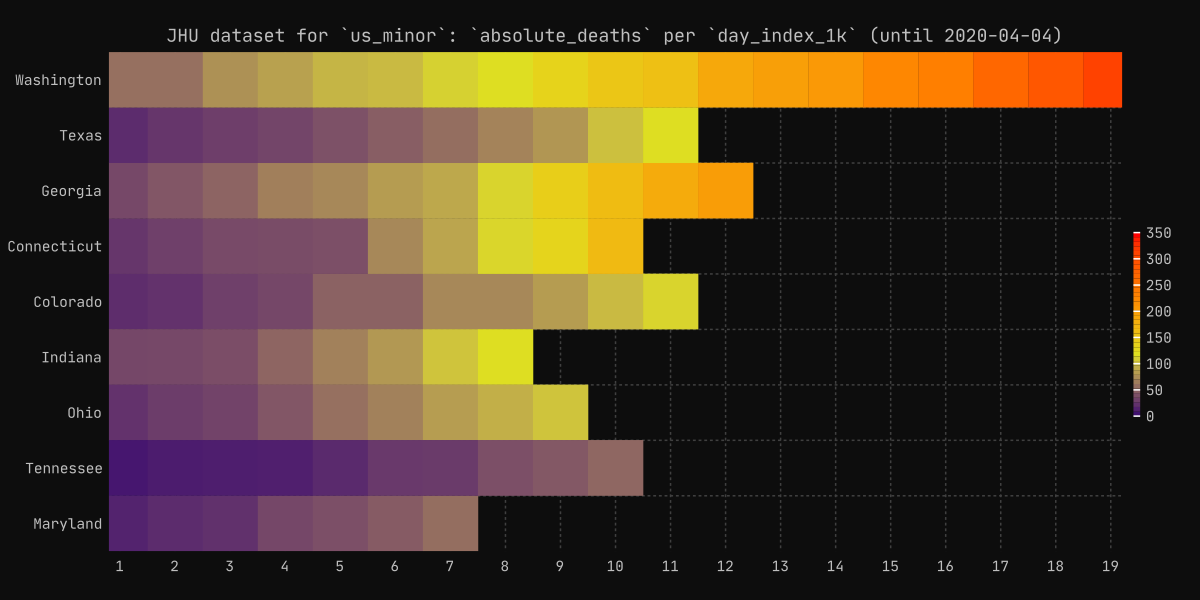 JHU dataset for `us_minor`: `absolute_deaths` per `day_index_1k` (until 2020-04-04)
Washington
Texas
Georgia
Connecticut
Colorado
Indiana
Ohio
Tennessee
Maryland
1 2 3 4 5 6 7 8 9 10 11 12 13 14 15 16 17 18 19
350
300
250
200
150
100
50
0